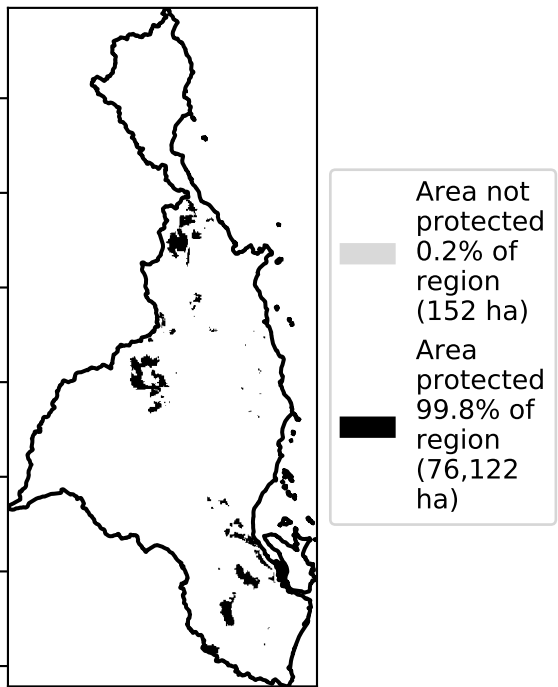 Area not
protected
0.2% of
region
(152 ha)
Area
protected
99.8% of
region
(76,122
ha)